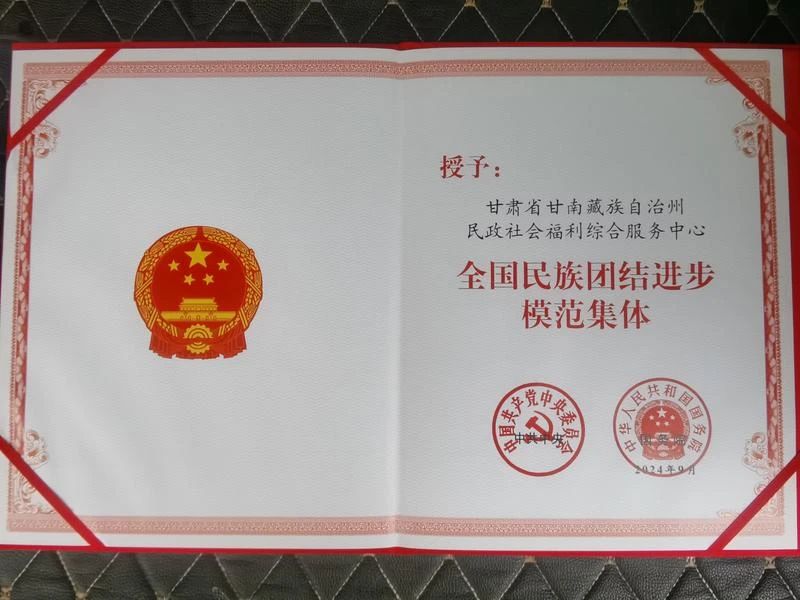 授予：
甘肃省甘南藏族自治州
民政社会福利综合服务中心
全国民族团结进步
模范集体
中国共产党中央委员会
中共中央
中华人民共和国国务院
国务院
2024年9月